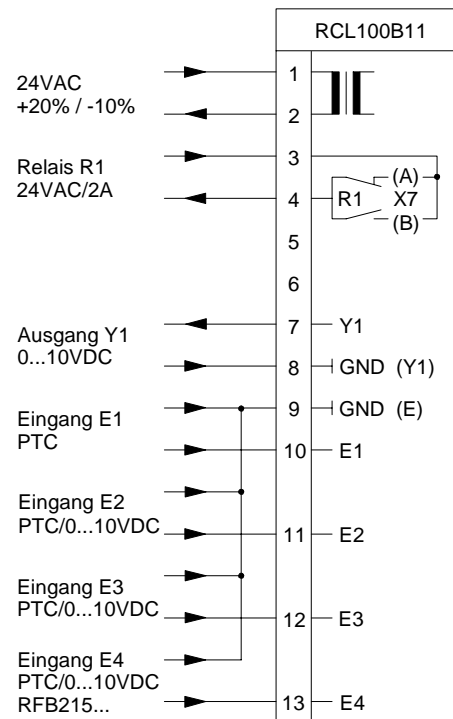 RCL100B11
24VAC
+20% / -10%
1
2
Relais R1
24VAC/2A
3
4
R1
(A)
X7
(B)
5
6
Ausgang Y1
0...10VDC
7
Y1
8
GND (Y1)
9
GND (E)
Eingang E1
PTC
10
E1
Eingang E2
PTC/0...10VDC
11
E2
Eingang E3
PTC/0...10VDC
12
E3
Eingang E4
PTC/0...10VDC
RFB215...
13
E4